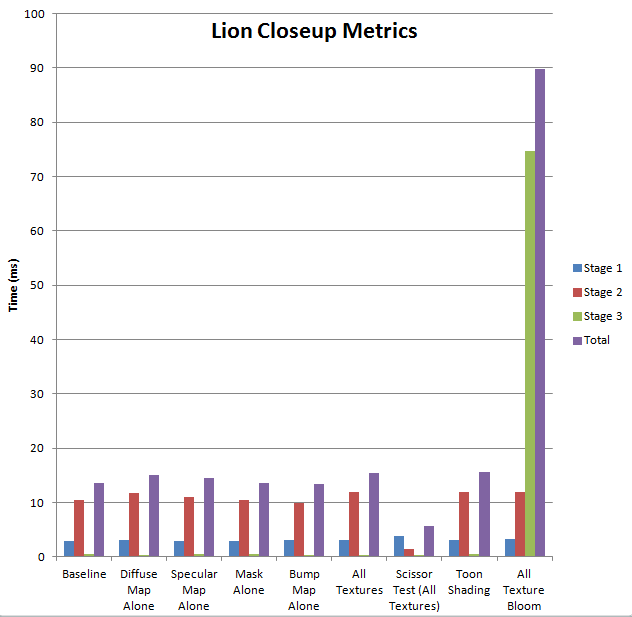 Lion Closeup Metrics
100
90
80
70
60
50
40
30
20
10
0
Time (ms)
Baseline
Diffuse
Map
Alone
Specular
Map
Alone
Mask
Alone
Bump
Map
Alone
All
Textures
Scissor
Test (All
Textures)
Toon
Shading
All
Texture
Bloom
Stage 1
Stage 2
Stage 3
Total